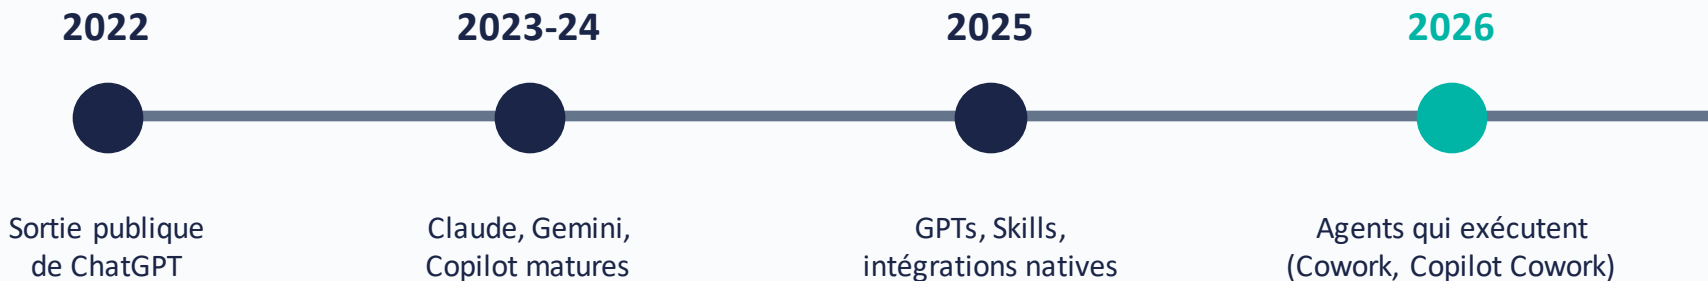 2022
2023-24
2025
2026
Sortie publique
de ChatGPT
Claude, Gemini,
Copilot matures
GPTs, Skills,
intégrations natives
Agents qui exécutent
(Cowork, Copilot Cowork)